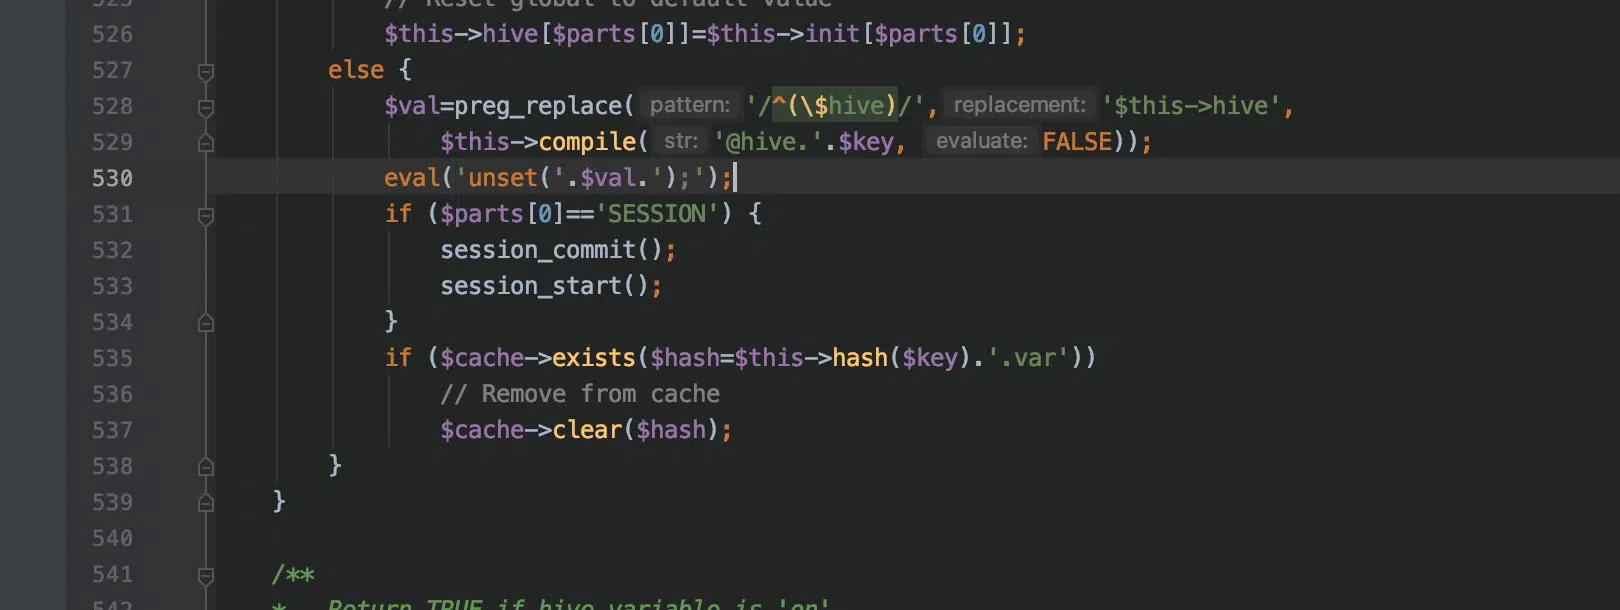 525 // Reset global to default value
526 $this->hive[$parts[0]]=$this->init[$parts[0]];
527 else {
528 $val=preg_replace( pattern: '/^(\$hive)/', replacement: '$this->hive',
529 $this->compile( str: '@hive.'.$key, evaluate: FALSE));
530 eval('unset('.$val.');');
531 if ($parts[0]=='SESSION') {
532 session_commit();
533 session_start();
534 }
535 if ($cache->exists($hash=$this->hash($key).'.var'))
536 // Remove from cache
537 $cache->clear($hash);
538 }
539 }
540
541 /**
542 * Return TRUE if hive variable is 'on'